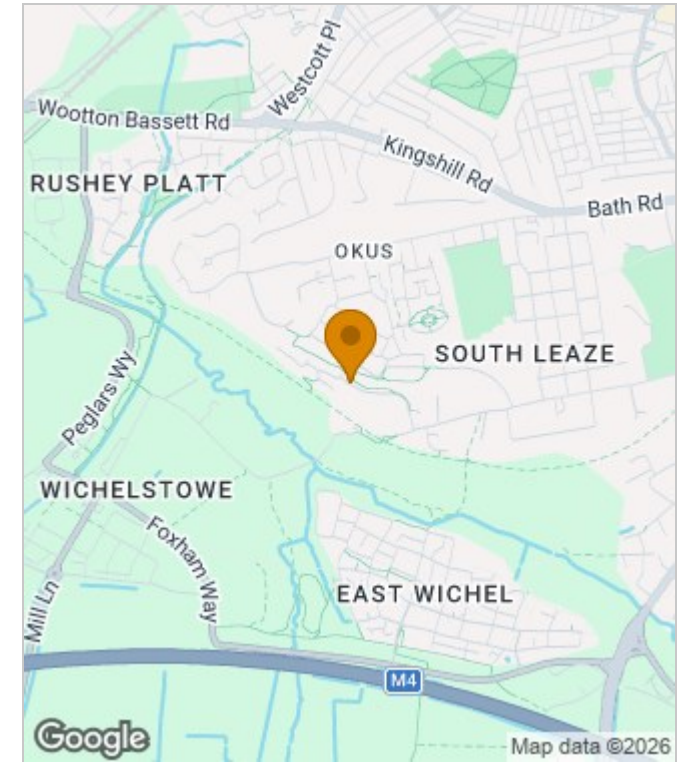 Westcott Pl
Wootton Bassett Rd
Kingshill Rd
RUSHEY PLATT
Bath Rd
OKUS
SOUTH LEAZE
Peglars Wy
WICHELSTOWE
Foxham Way
EAST WICHEL
Mill Ln
M4
Google
Map data ©2026